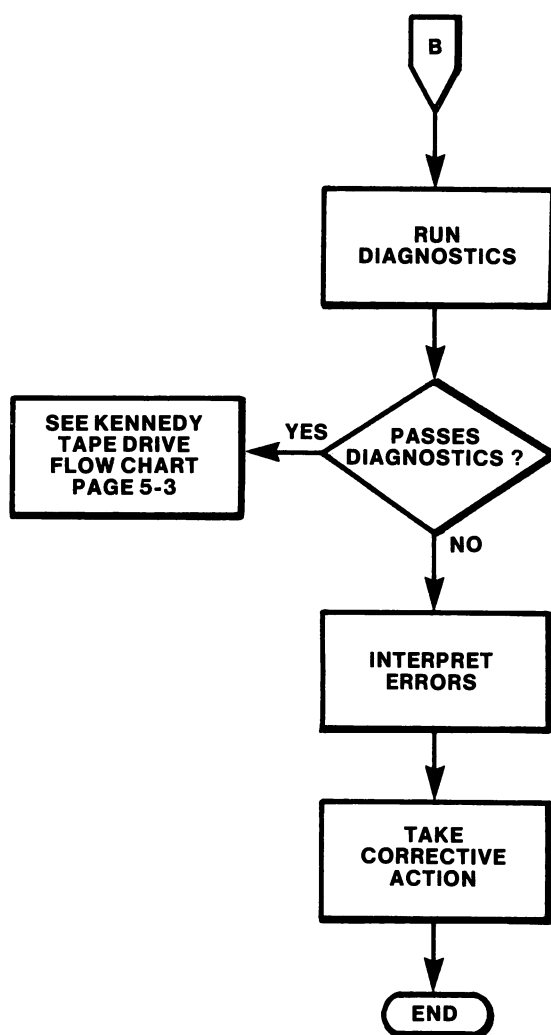 B
RUN
DIAGNOSTICS
PASSES
DIAGNOSTICS ?
YES
SEE KENNEDY
TAPE DRIVE
FLOW CHART
PAGE 5-3
NO
INTERPRET
ERRORS
TAKE
CORRECTIVE
ACTION
END